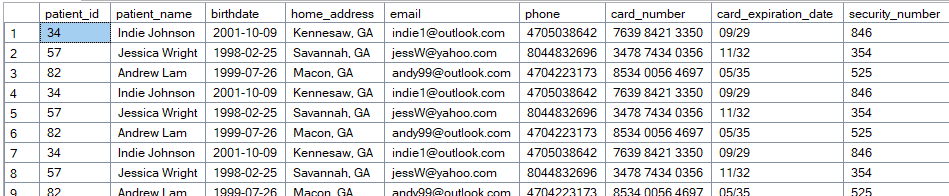 patient_id patient_name birthdate home_address email phone card_number card_expiration_date security_number
1 34 Indie Johnson 2001-10-09 Kennesaw, GA indie1@outlook.com 4705038642 7639 8421 3350 09/29 846
2 57 Jessica Wright 1998-02-25 Savannah, GA jessW@yahoo.com 8044832696 3478 7434 0356 11/32 354
3 82 Andrew Lam 1999-07-26 Macon, GA andy99@outlook.com 4704223173 8534 0056 4697 05/35 525
4 34 Indie Johnson 2001-10-09 Kennesaw, GA indie1@outlook.com 4705038642 7639 8421 3350 09/29 846
5 57 Jessica Wright 1998-02-25 Savannah, GA jessW@yahoo.com 8044832696 3478 7434 0356 11/32 354
6 82 Andrew Lam 1999-07-26 Macon, GA andy99@outlook.com 4704223173 8534 0056 4697 05/35 525
7 34 Indie Johnson 2001-10-09 Kennesaw, GA indie1@outlook.com 4705038642 7639 8421 3350 09/29 846
8 57 Jessica Wright 1998-02-25 Savannah, GA jessW@yahoo.com 8044832696 3478 7434 0356 11/32 354
9 82 Andrew Lam 1999-07-26 Macon, GA andy99@outlook.com 4704223173 8534 0056 4697 05/35 525